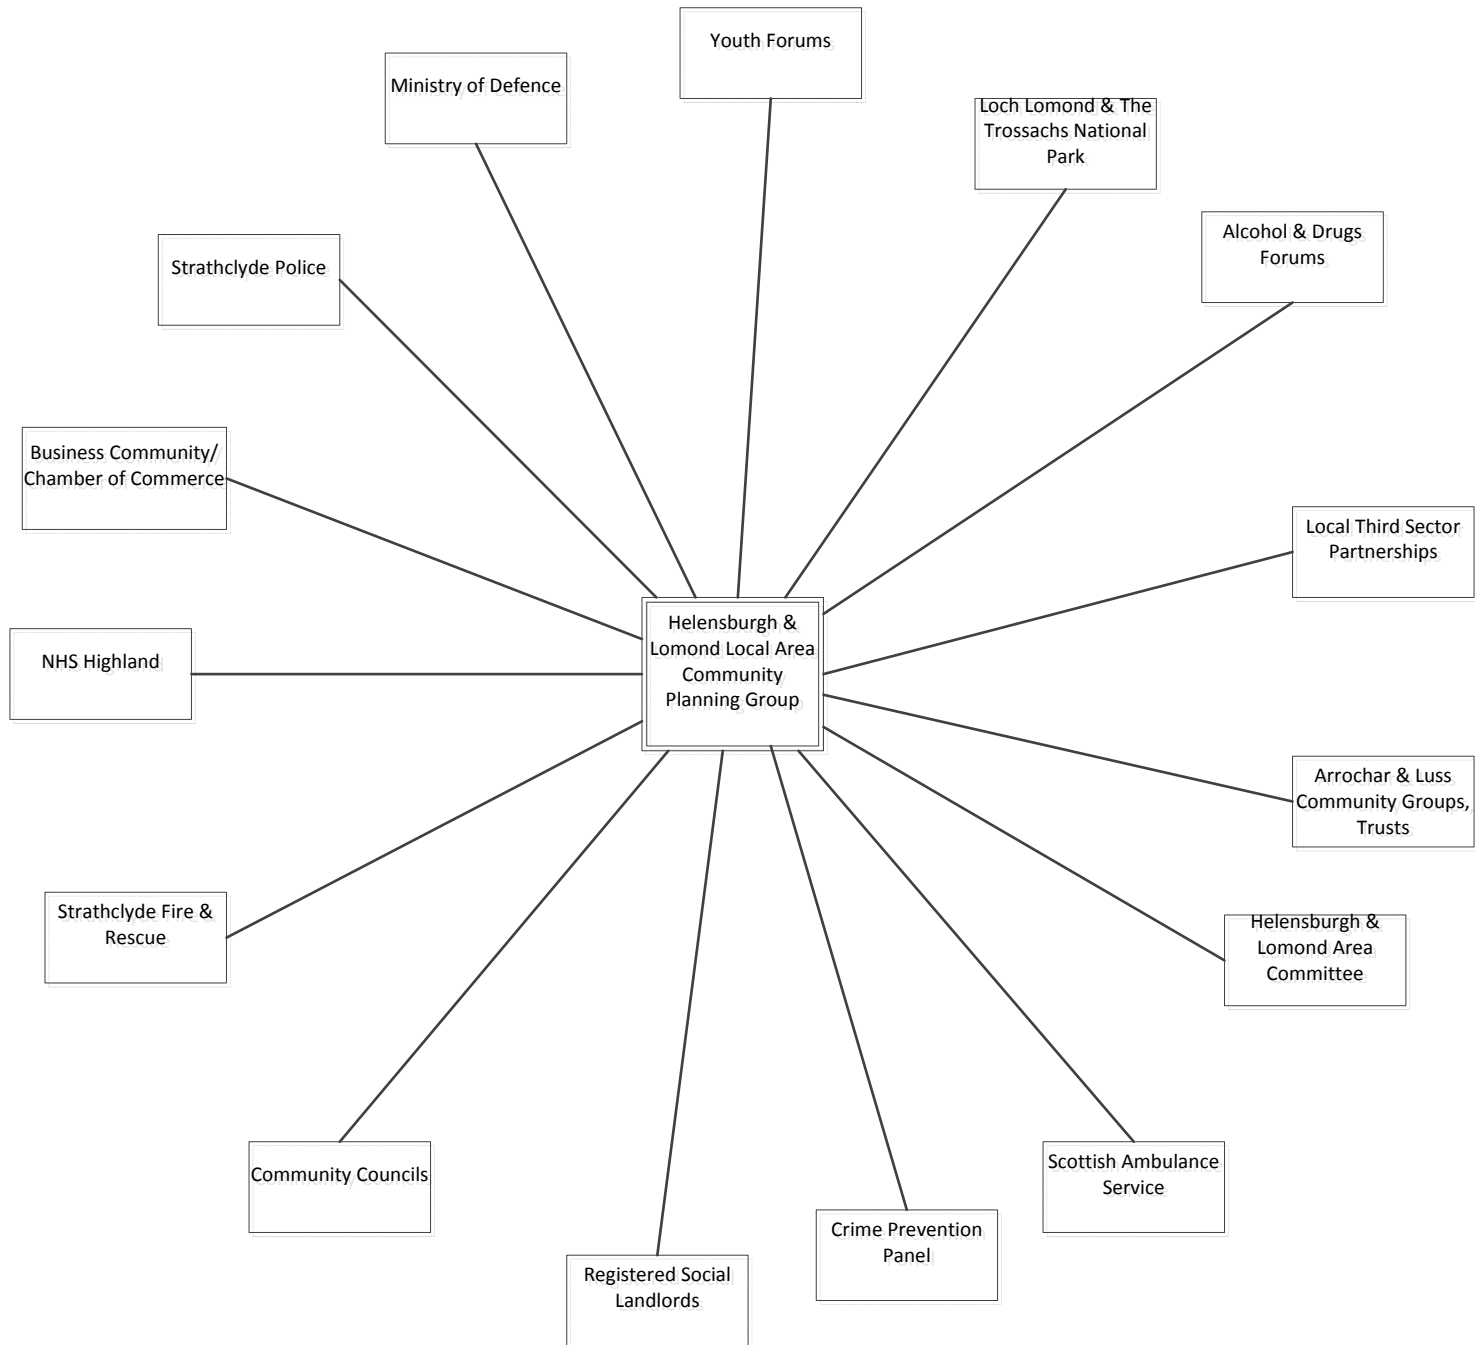 Youth Forums
Ministry of Defence
Loch Lomond & The
Trossachs National
Park
Alcohol & Drugs
Forums
Strathclyde Police
Business Community/
Chamber of Commerce
Local Third Sector
Partnerships
Helensburgh &
Lomond Local Area
Community
Planning Group
NHS Highland
Arrochar & Luss
Community Groups,
Trusts
Strathclyde Fire &
Rescue
Helensburgh &
Lomond Area
Committee
Community Councils
Scottish Ambulance
Service
Crime Prevention
Panel
Registered Social
Landlords